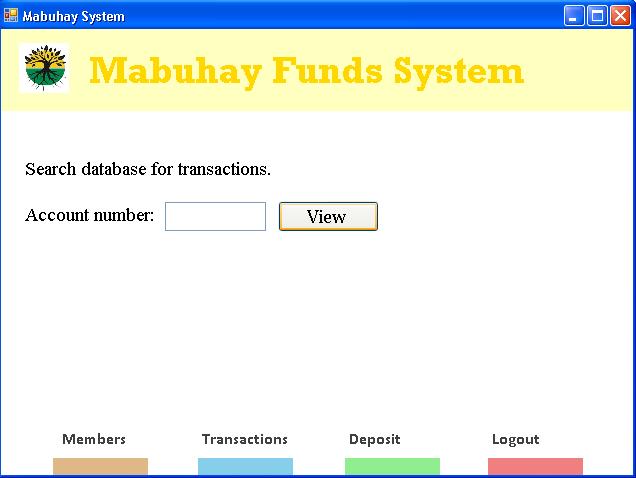 Mabuhay System
Mabuhay Funds System
Search database for transactions.
Account number: View
Members Transactions Deposit Logout